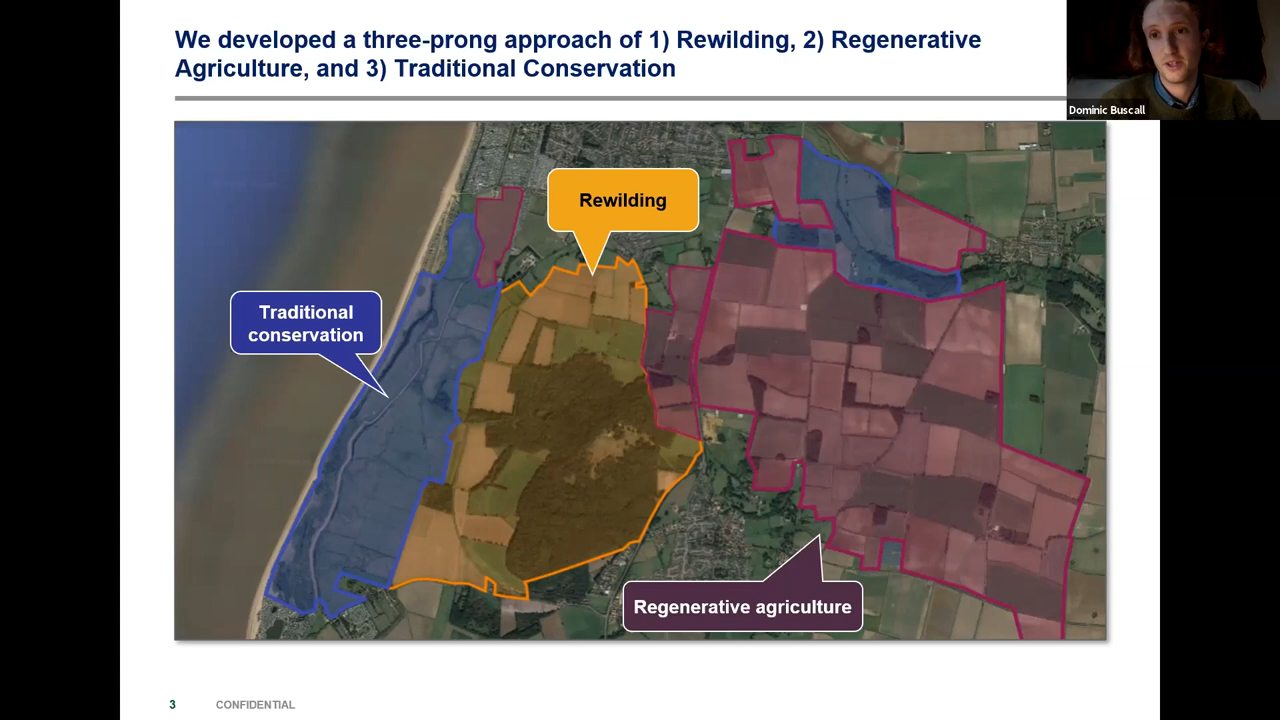 We developed a three-prong approach of 1) Rewilding, 2) Regenerative
Agriculture, and 3) Traditional Conservation
Dominic Buscall
Rewilding
Traditional
conservation
Regenerative agriculture
3 CONFIDENTIAL